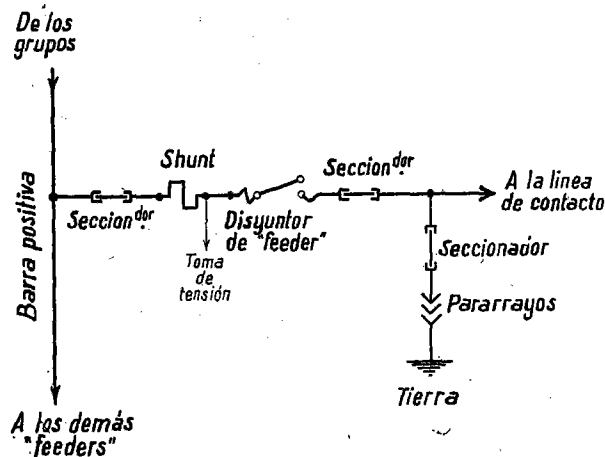 De los
grupos
Barra positiva
Seccion dor.
Shunt
Toma
de
tensión
Disyuntor
de "feeder"
Seccion dor.
A la linea
de contacto
Seccionador
Pararrayos
Tierra
A los demás
"feeders"